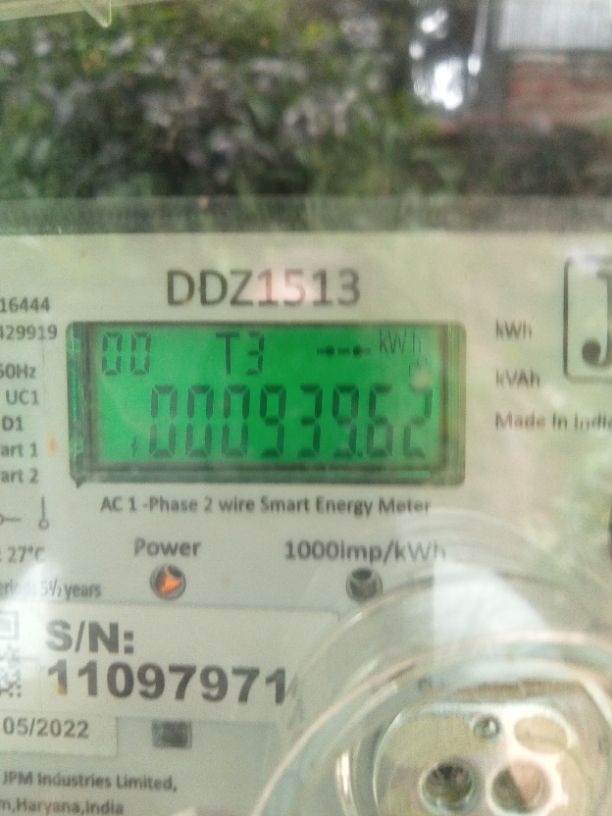 DDZ1513
16444
429919
50Hz
UC1
D1
art 1
art 2
27°C
5½ years
00 T3 kWh
000939.62
kWh
kVAh
Made in India
J
AC 1 -Phase 2 wire Smart Energy Meter
Power
1000imp/kWh
S/N:
11097971
05/2022
JPM Industries Limited,
Haryana,India